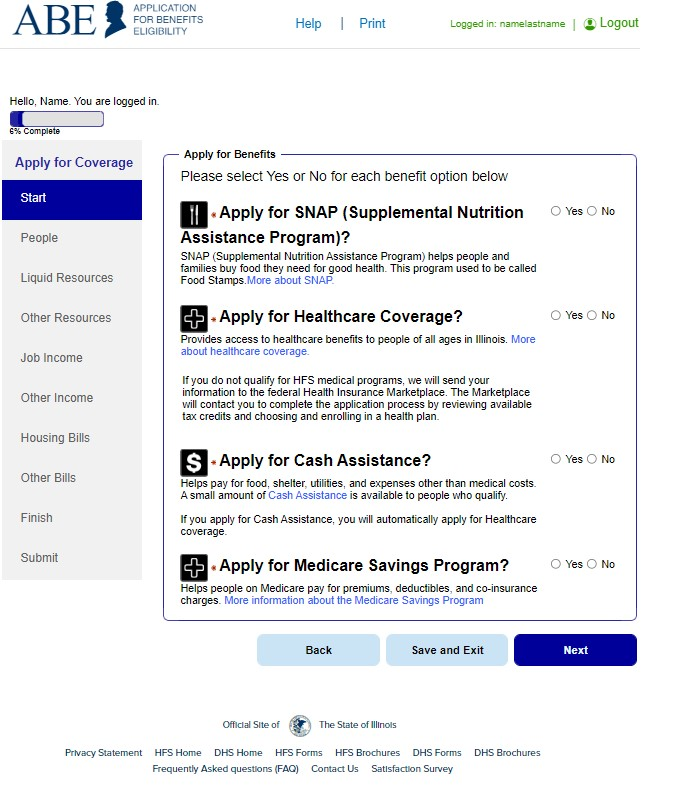 ABE APPLICATION
FOR BENEFITS
ELIGIBILITY
Help | Print
Logged in: namelastname | Logout
Hello, Name. You are logged in.
6% Complete
Apply for Coverage
Start
People
Liquid Resources
Other Resources
Job Income
Other Income
Housing Bills
Other Bills
Finish
Submit
Apply for Benefits
Please select Yes or No for each benefit option below
* Apply for SNAP (Supplemental Nutrition
Assistance Program)?
Yes No
SNAP (Supplemental Nutrition Assistance Program) helps people and
families buy food they need for good health. This program used to be called
Food Stamps.More about SNAP.
* Apply for Healthcare Coverage?
Yes No
Provides access to healthcare benefits to people of all ages in Illinois. More
about healthcare coverage.
If you do not qualify for HFS medical programs, we will send your
information to the federal Health Insurance Marketplace. The Marketplace
will contact you to complete the application process by reviewing available
tax credits and choosing and enrolling in a health plan.
$ * Apply for Cash Assistance?
Yes No
Helps pay for food, shelter, utilities, and expenses other than medical costs.
A small amount of Cash Assistance is available to people who qualify.
If you apply for Cash Assistance, you will automatically apply for Healthcare
coverage.
* Apply for Medicare Savings Program?
Yes No
Helps people on Medicare pay for premiums, deductibles, and co-insurance
charges. More information about the Medicare Savings Program
Back
Save and Exit
Next
Official Site of The State of Illinois
Privacy Statement HFS Home DHS Home HFS Forms HFS Brochures DHS Forms DHS Brochures
Frequently Asked questions (FAQ) Contact Us Satisfaction Survey